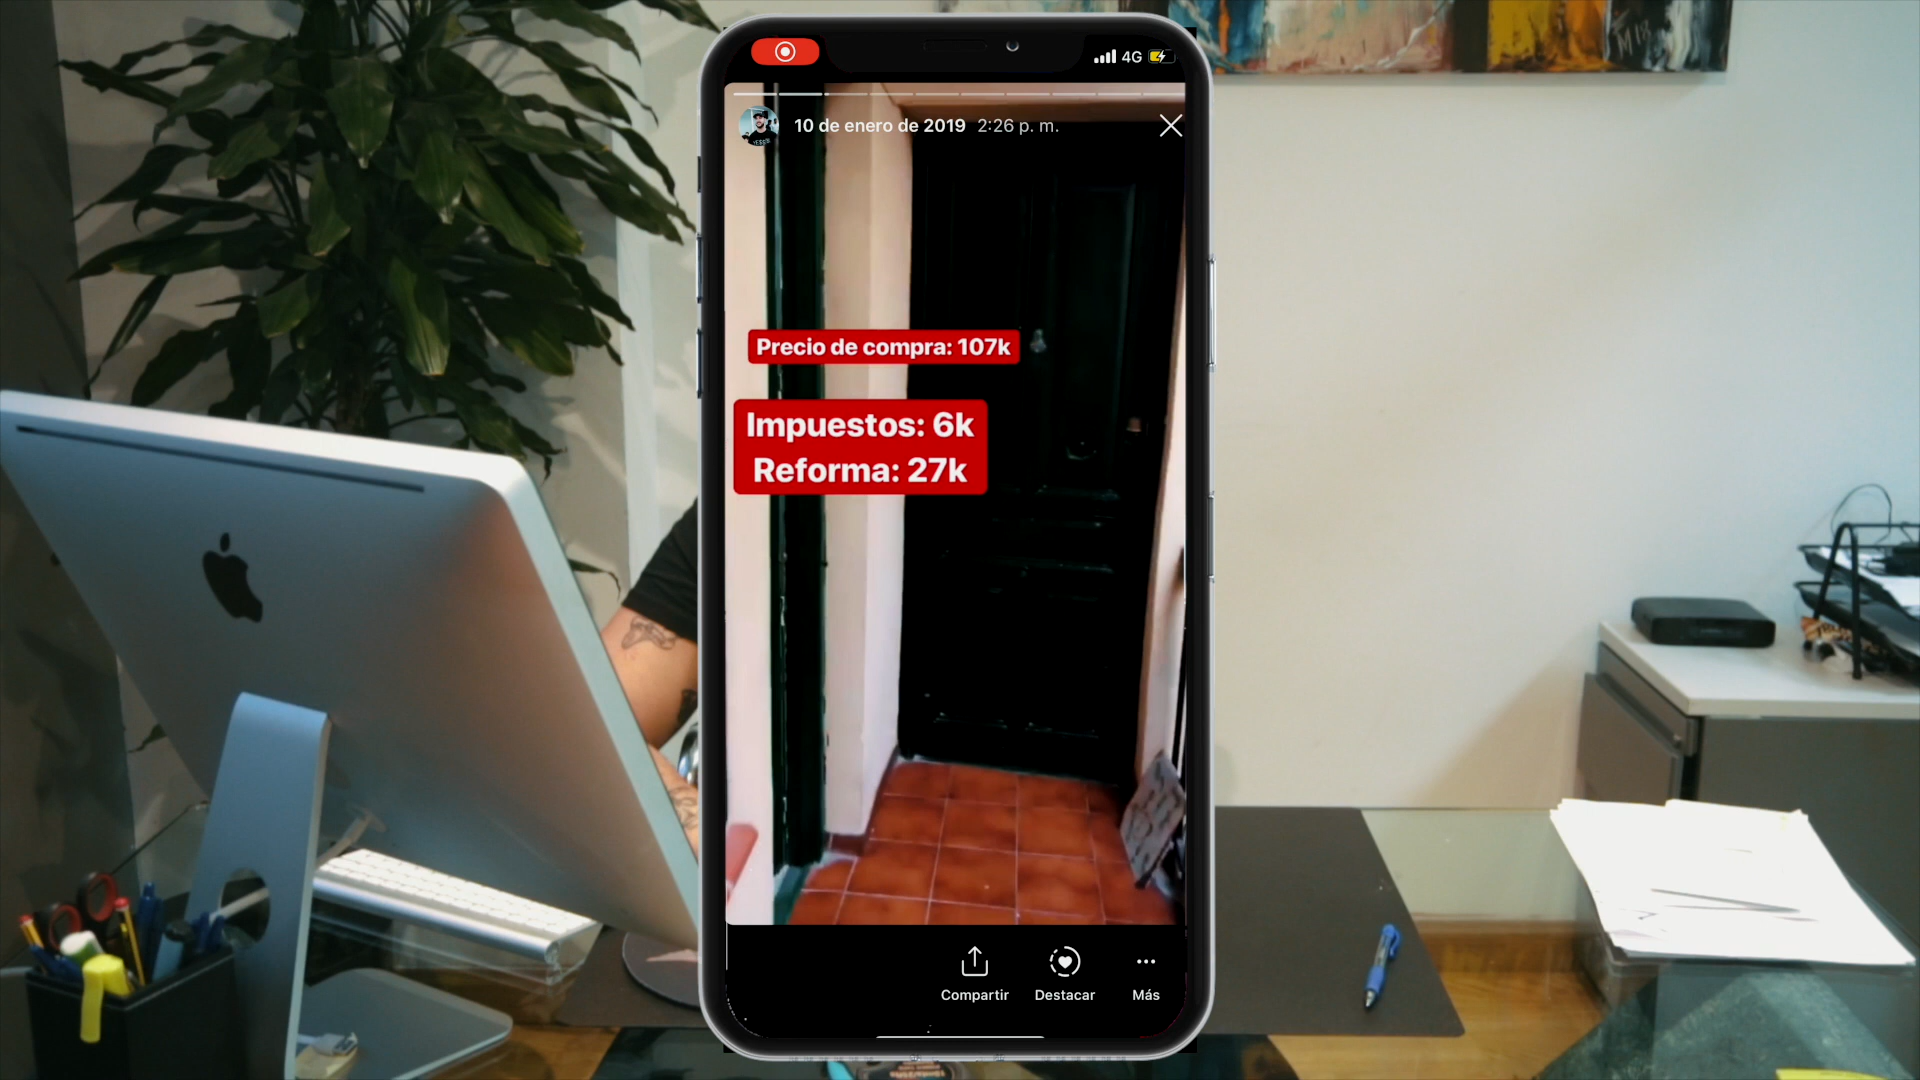 4G
10 de enero de 2019 2:26 p. m.
Precio de compra: 107k
Impuestos: 6k
Reforma: 27k
Compartir
Destacar
Más